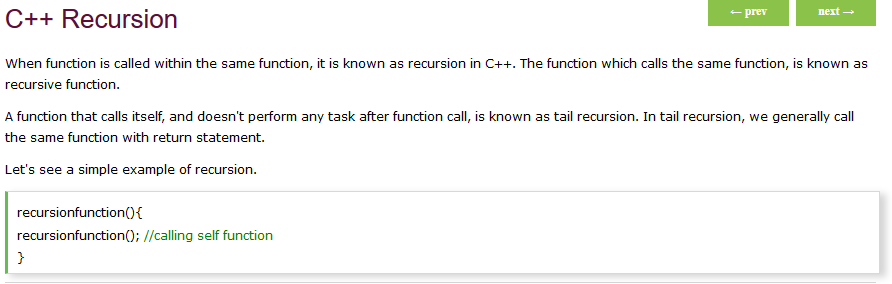 C++ Recursion
← prev
next →
When function is called within the same function, it is known as recursion in C++. The function which calls the same function, is known as
recursive function.
A function that calls itself, and doesn't perform any task after function call, is known as tail recursion. In tail recursion, we generally call
the same function with return statement.
Let's see a simple example of recursion.
recursionfunction(){
recursionfunction(); //calling self function
}